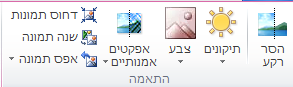 הסר
רקע
תיקונים
צבע
אפקטים
אמנותיים
דחוס תמונות
שנה תמונה
אפס תמונה
התאמה